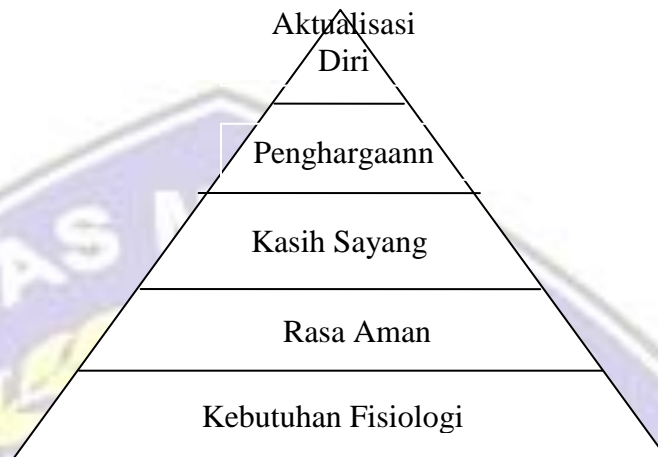 Aktualisasi
Diri
Penghargaann
Kasih Sayang
Rasa Aman
Kebutuhan Fisiologi